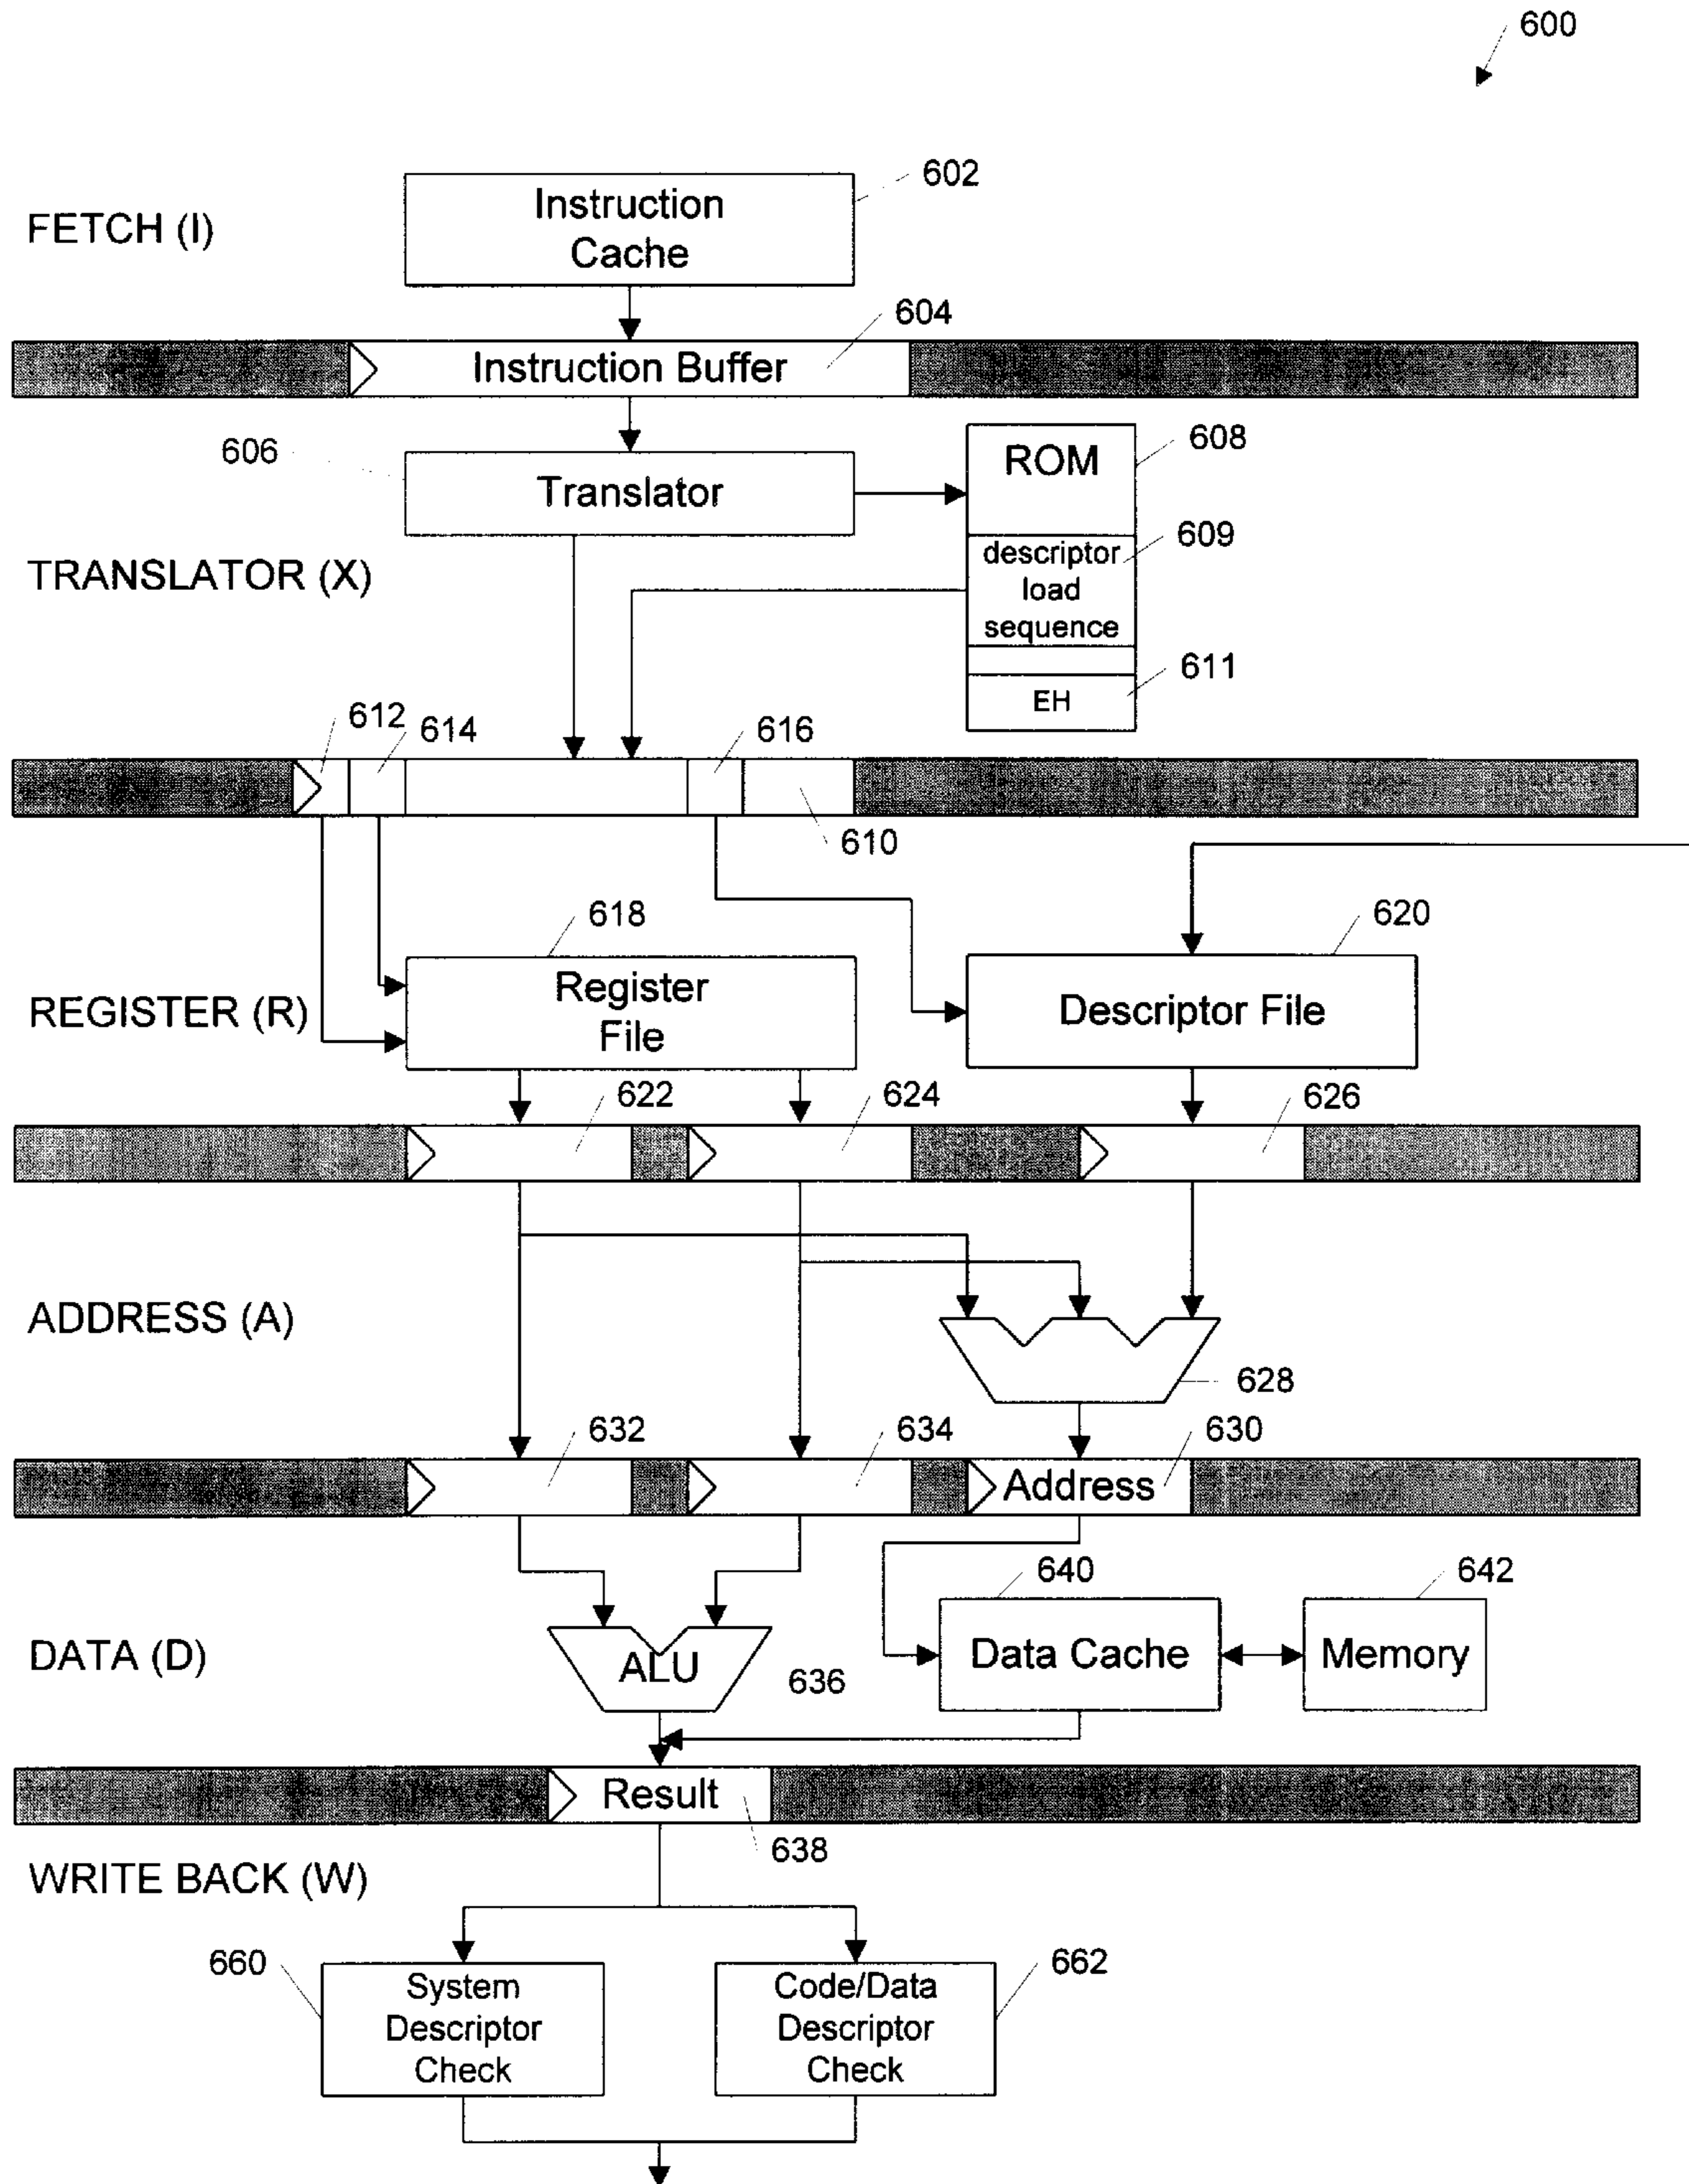 600
602
Instruction
Cache
FETCH (I)
604
Instruction Buffer
606
Translator
608
ROM
609
descriptor
load
sequence
TRANSLATOR (X)
611
EH
612
614
616
610
618
620
Register
File
Descriptor File
REGISTER (R)
622
624
626
ADDRESS (A)
628
632
634
630
Address
640
642
DATA (D)
ALU
636
Data Cache
Memory
Result
638
WRITE BACK (W)
660
System
Descriptor
Check
662
Code/Data
Descriptor
Check